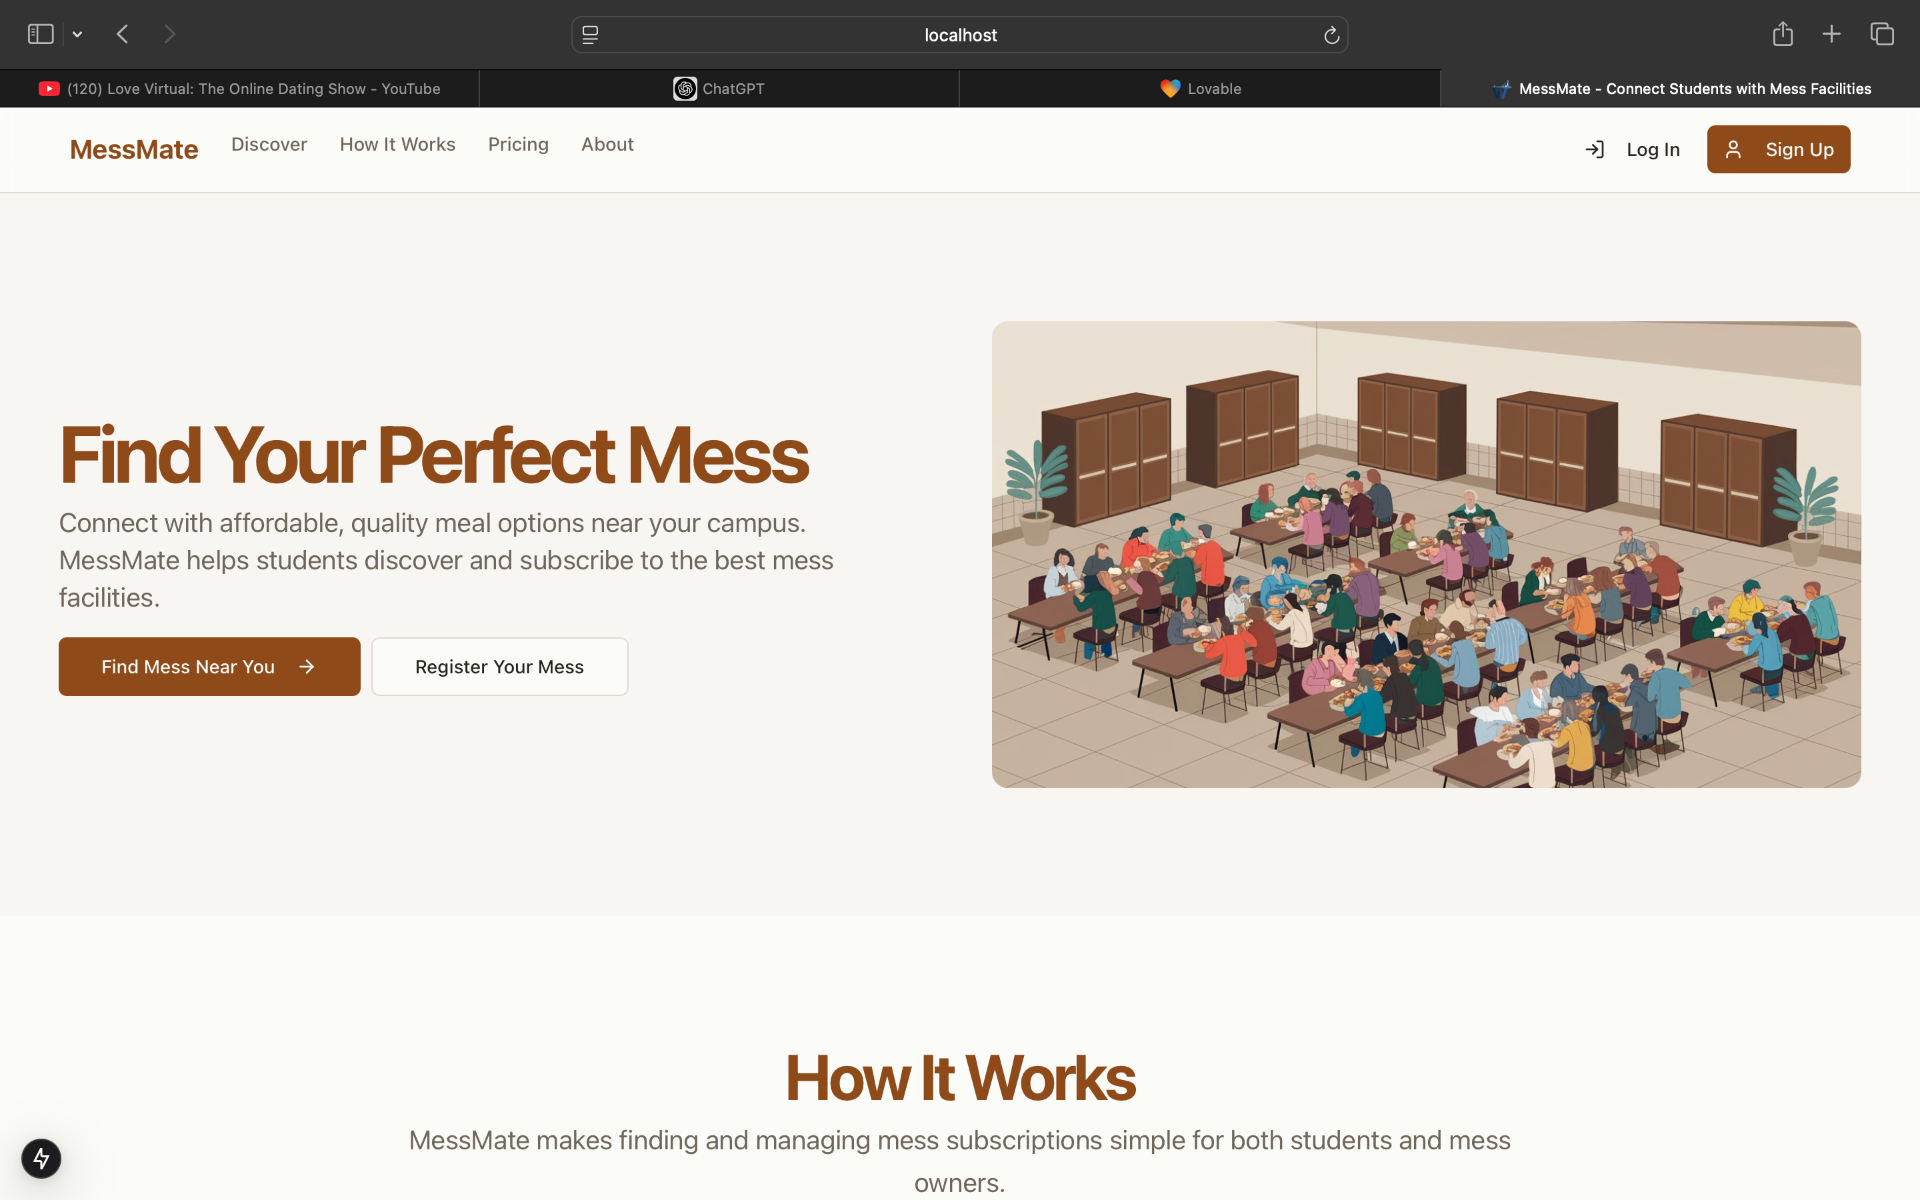 localhost
(120) Love Virtual: The Online Dating Show - YouTube
ChatGPT
Lovable
MessMate - Connect Students with Mess Facilities
MessMate
Discover
How It Works
Pricing
About
Log In
Sign Up
Find Your Perfect Mess
Connect with affordable, quality meal options near your campus.
MessMate helps students discover and subscribe to the best mess
facilities.
Find Mess Near You
Register Your Mess
How It Works
MessMate makes finding and managing mess subscriptions simple for both students and mess
owners.